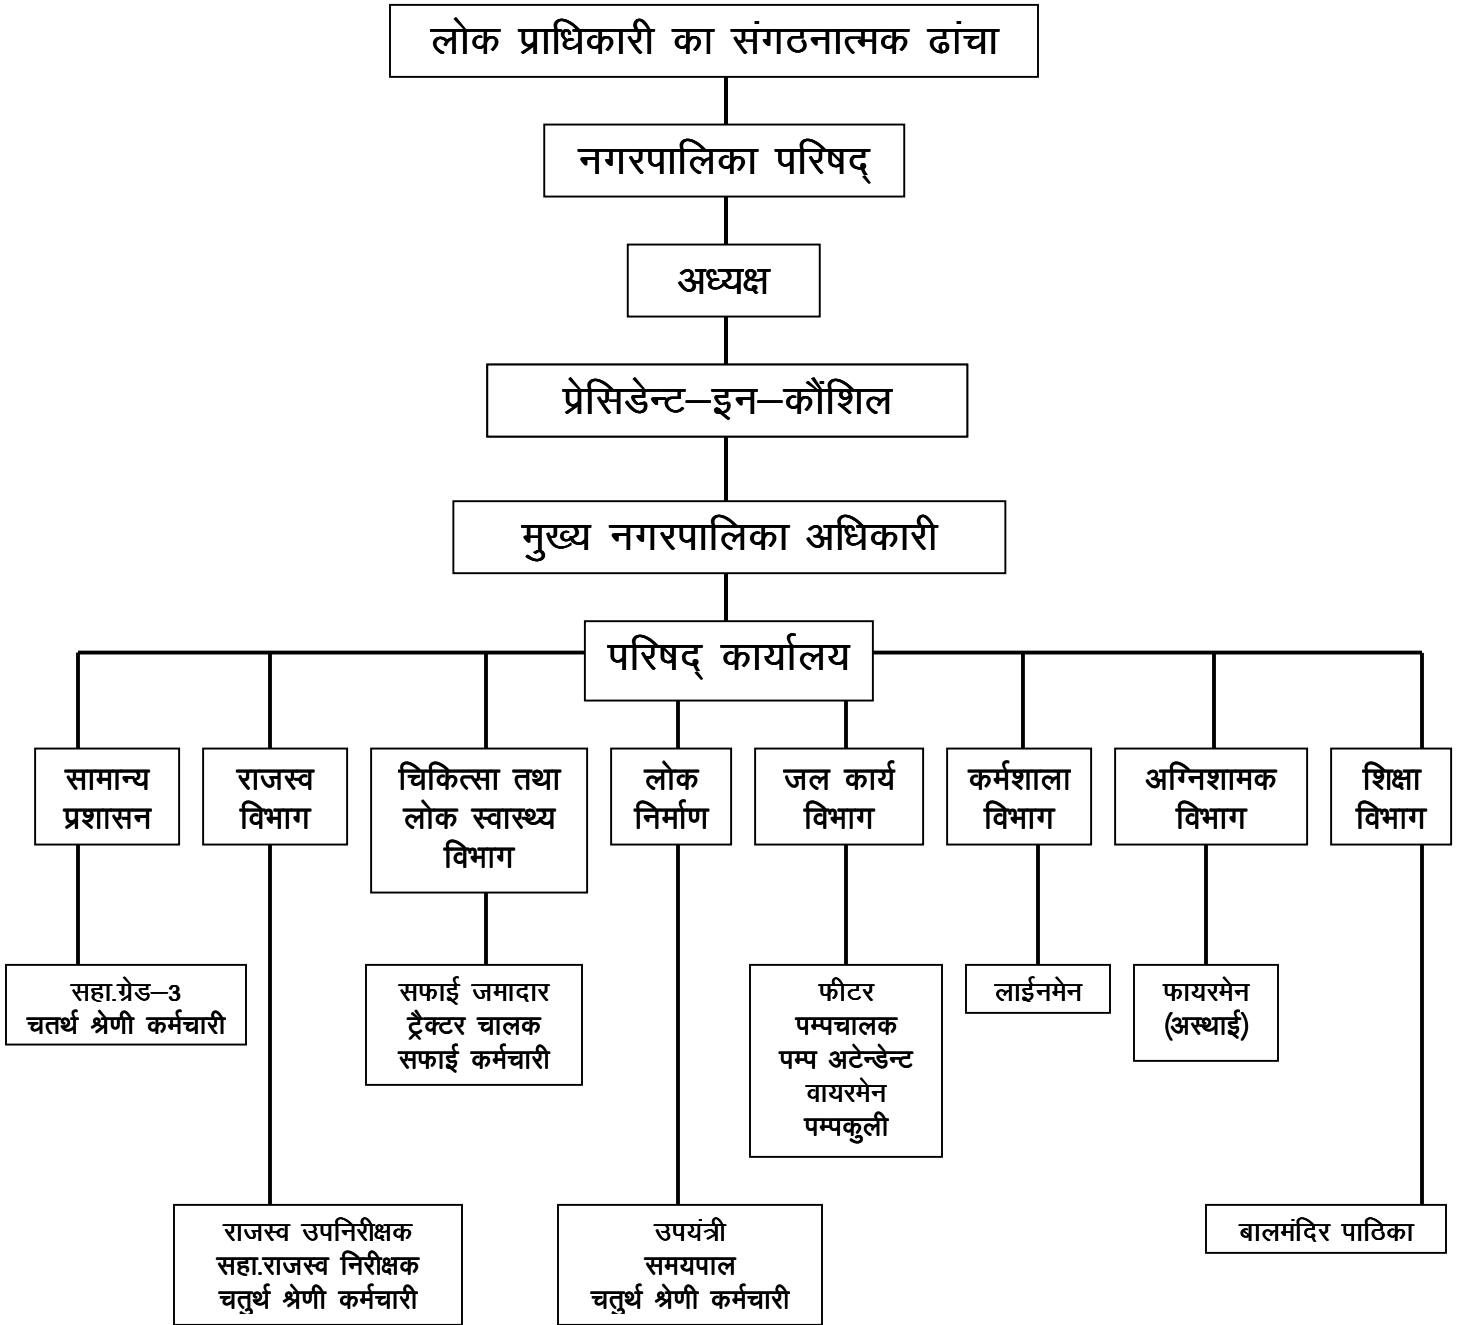 लोक प्राधिकारी का संगठनात्मक ढांचा
नगरपालिका परिषद्
अध्यक्ष
प्रेसिडेन्ट–इन–कौंशिल
मुख्य नगरपालिका अधिकारी
परिषद् कार्यालय
सामान्य
प्रशासन
राजस्व
विभाग
चिकित्सा तथा
लोक स्वास्थ्य
विभाग
लोक
निर्माण
जल कार्य
विभाग
कर्मशाला
विभाग
अग्निशामक
विभाग
शिक्षा
विभाग
सहा.ग्रेड–3
चतर्थ श्रेणी कर्मचारी
सफाई जमादार
ट्रैक्टर चालक
सफाई कर्मचारी
फीटर
पम्पचालक
पम्प अटेन्डेन्ट
वायरमेन
पम्पकुली
लाईनमेन
फायरमेन
(अस्थाई)
राजस्व उपनिरीक्षक
सहा.राजस्व निरीक्षक
चतुर्थ श्रेणी कर्मचारी
उपयंत्री
समयपाल
चतुर्थ श्रेणी कर्मचारी
बालमंदिर पाठिका